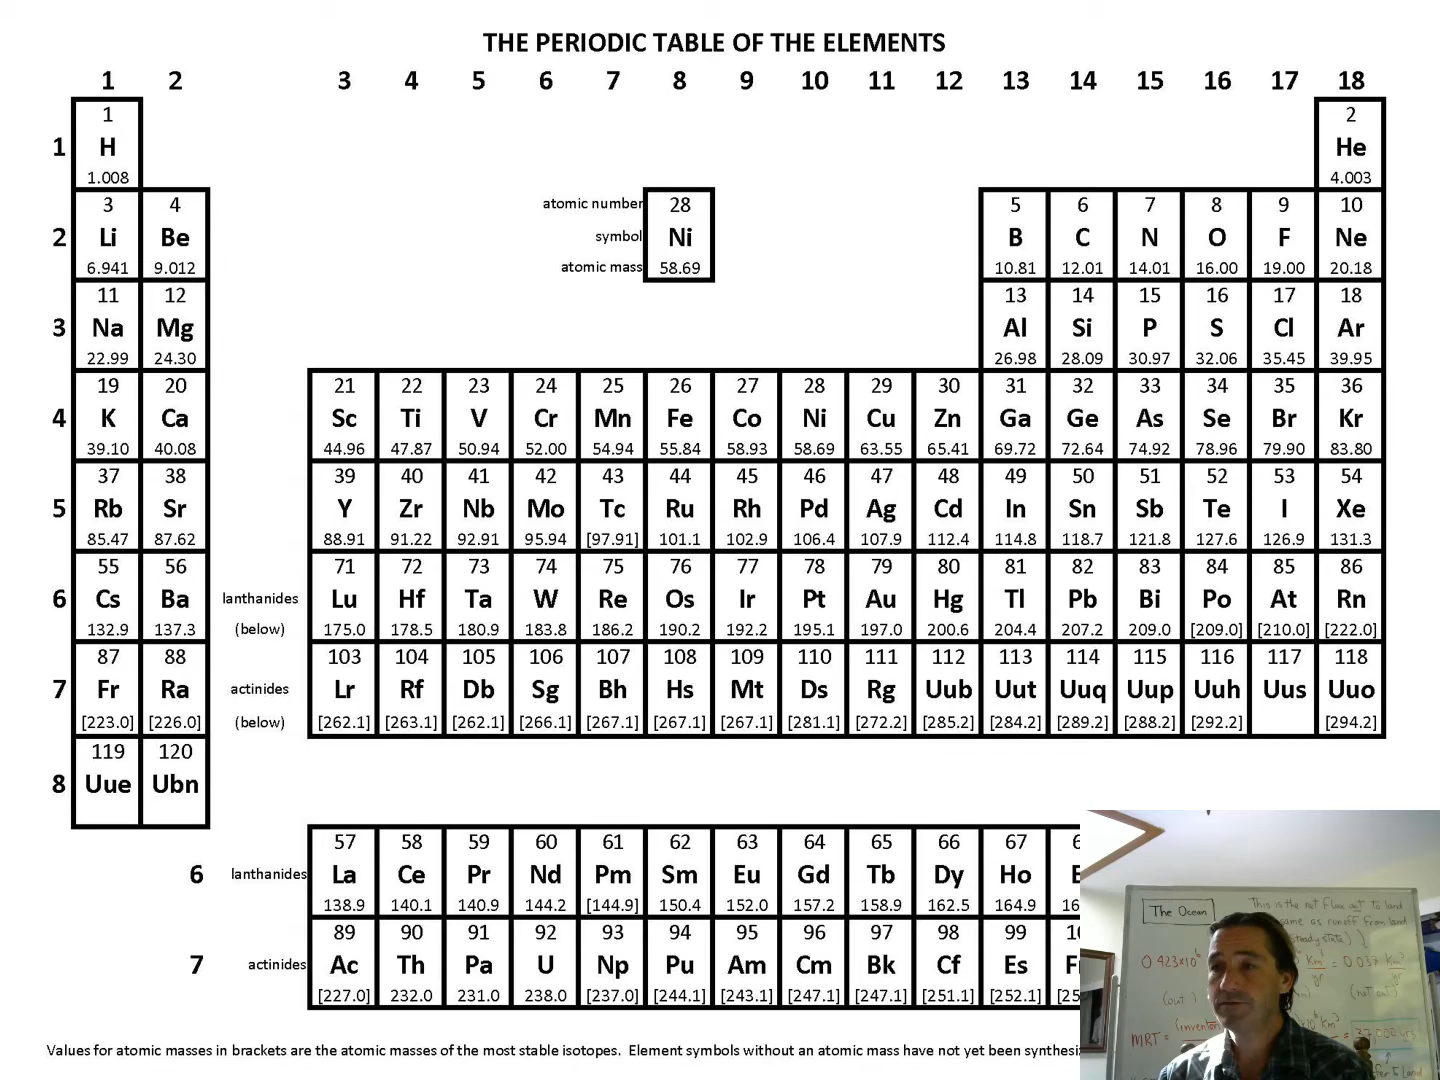 THE PERIODIC TABLE OF THE ELEMENTS
1 2 3 4 5 6 7 8 9 10 11 12 13 14 15 16 17 18
1 2
1 H He
1.008 4.003
3 4 atomic number 28 5 6 7 8 9 10
2 Li Be symbol Ni B C N O F Ne
6.941 9.012 atomic mass 58.69 10.81 12.01 14.01 16.00 19.00 20.18
11 12 13 14 15 16 17 18
3 Na Mg Al Si P S Cl Ar
22.99 24.30 26.98 28.09 30.97 32.06 35.45 39.95
19 20 21 22 23 24 25 26 27 28 29 30 31 32 33 34 35 36
4 K Ca Sc Ti V Cr Mn Fe Co Ni Cu Zn Ga Ge As Se Br Kr
39.10 40.08 44.96 47.87 50.94 52.00 54.94 55.84 58.93 58.69 63.55 65.41 69.72 72.64 74.92 78.96 79.90 83.80
37 38 39 40 41 42 43 44 45 46 47 48 49 50 51 52 53 54
5 Rb Sr Y Zr Nb Mo Tc Ru Rh Pd Ag Cd In Sn Sb Te I Xe
85.47 87.62 88.91 91.22 92.91 95.94 [97.91] 101.1 102.9 106.4 107.9 112.4 114.8 118.7 121.8 127.6 126.9 131.3
55 56 71 72 73 74 75 76 77 78 79 80 81 82 83 84 85 86
6 Cs Ba lanthanides Lu Hf Ta W Re Os Ir Pt Au Hg Tl Pb Bi Po At Rn
132.9 137.3 (below) 175.0 178.5 180.9 183.8 186.2 190.2 192.2 195.1 197.0 200.6 204.4 207.2 209.0 [209.0] [210.0] [222.0]
87 88 103 104 105 106 107 108 109 110 111 112 113 114 115 116 117 118
7 Fr Ra actinides Lr Rf Db Sg Bh Hs Mt Ds Rg Uub Uut Uuq Uup Uuh Uus Uuo
[223.0] [226.0] (below) [262.1] [263.1] [262.1] [266.1] [267.1] [267.1] [267.1] [281.1] [272.2] [285.2] [284.2] [289.2] [288.2] [292.2] [294.2]
119 120
8 Uue Ubn
57 58 59 60 61 62 63 64 65 66 67
6 lanthanides La Ce Pr Nd Pm Sm Eu Gd Tb Dy Ho
138.9 140.1 140.9 144.2 [144.9] 150.4 152.0 157.2 158.9 162.5 164.9
89 90 91 92 93 94 95 96 97 98 99
7 actinides Ac Th Pa U Np Pu Am Cm Bk Cf Es
[227.0] 232.0 231.0 238.0 [237.0] [244.1] [243.1] [247.1] [247.1] [251.1] [252.1]
Values for atomic masses in brackets are the atomic masses of the most stable isotopes. Element symbols without an atomic mass have not yet been
The Ocean
This is the net flux out to land
same as runoff from land
0.423x10⁶ Km³ = 0.037 Km³
yr yr
(out)
MRT =